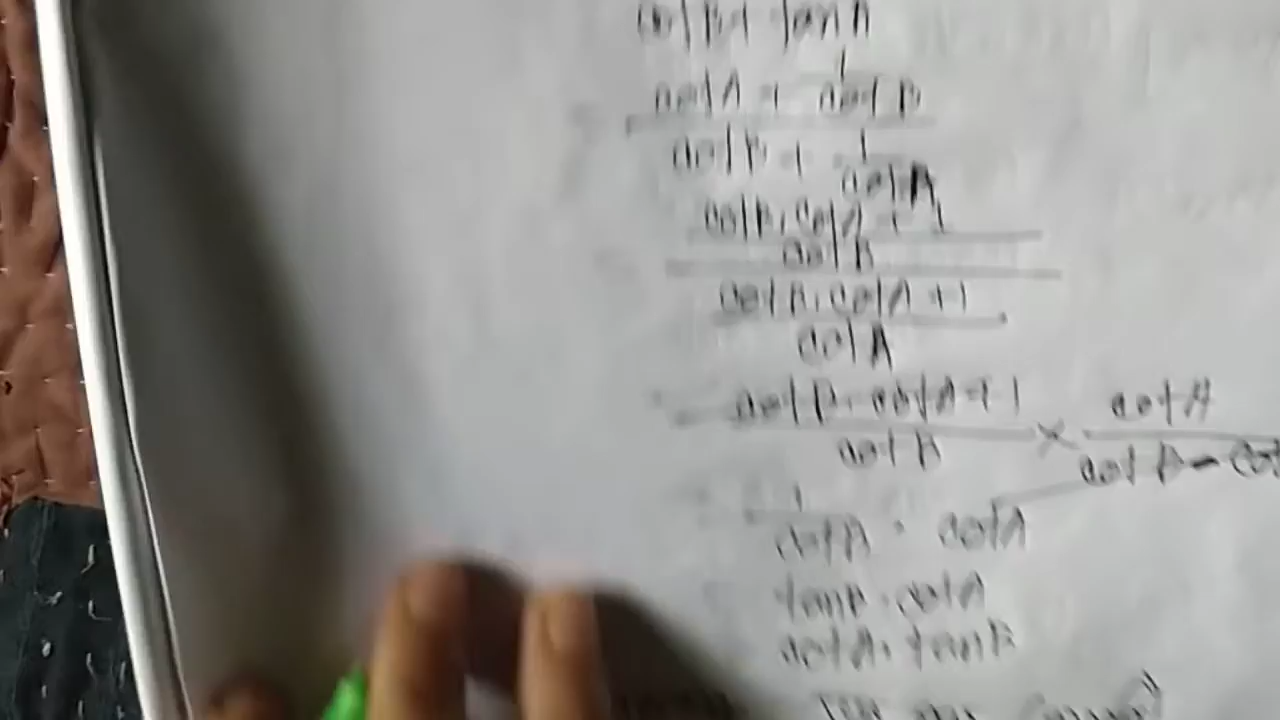 cot B + tan A
cot A + 1/cot B
cot B + 1/cot A
cot B . cot A + 1
cot B
cot B . cot A + 1
cot A
= cot B . cot A + 1 / cot B × cot A / cot B . cot
= 1/cot B . cot A
tan B . cot A
cot A . tan B